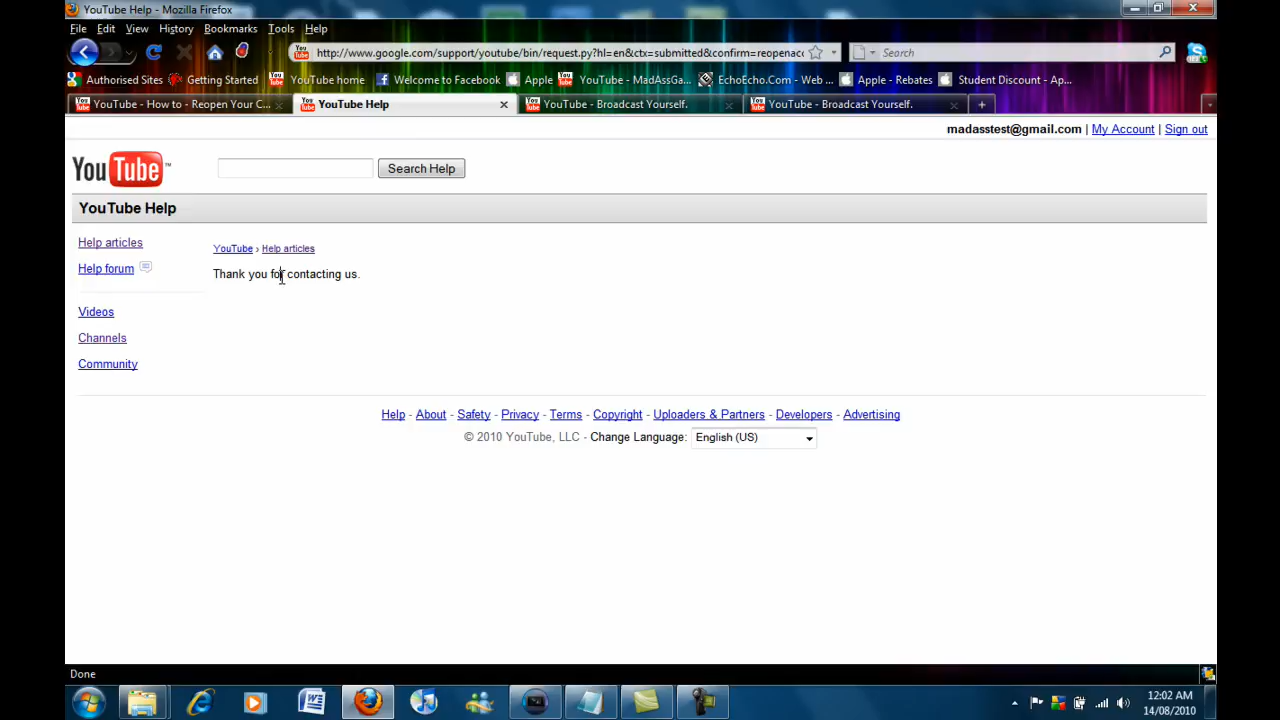 YouTube Help - Mozilla Firefox
File Edit View History Bookmarks Tools Help
http://www.google.com/support/youtube/bin/request.py?hl=en&ctx=submitted&confirm=reopenacc Search
Authorised Sites Getting Started YouTube home Welcome to Facebook Apple YouTube - MadAssGa... EchoEcho.Com - Web ... Apple - Rebates Student Discount - Ap...
YouTube - How to - Reopen Your C... YouTube Help YouTube - Broadcast Yourself. YouTube - Broadcast Yourself.
madasstest@gmail.com | My Account | Sign out
YouTube™ Search Help
YouTube Help
Help articles
Help forum
Videos
Channels
Community
YouTube › Help articles
Thank you for contacting us.
Help - About - Safety - Privacy - Terms - Copyright - Uploaders & Partners - Developers - Advertising
© 2010 YouTube, LLC - Change Language: English (US)
Done
12:02 AM
14/08/2010